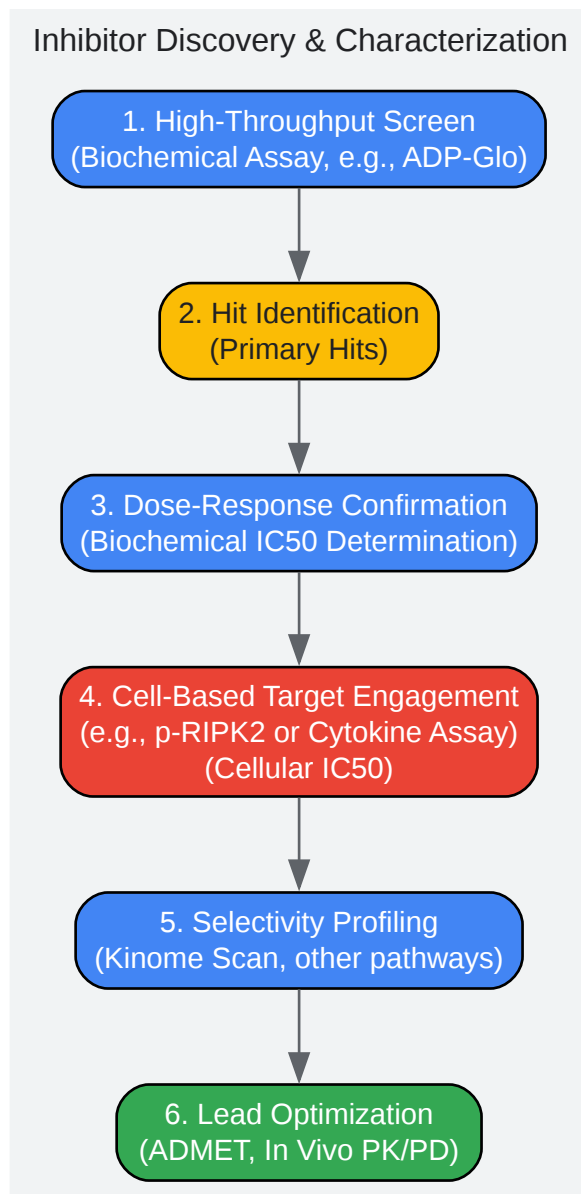 Inhibitor Discovery & Characterization
1. High-Throughput Screen
(Biochemical Assay, e.g., ADP-Glo)
2. Hit Identification
(Primary Hits)
3. Dose-Response Confirmation
(Biochemical IC50 Determination)
4. Cell-Based Target Engagement
(e.g., p-RIPK2 or Cytokine Assay)
(Cellular IC50)
5. Selectivity Profiling
(Kinome Scan, other pathways)
6. Lead Optimization
(ADMET, In Vivo PK/PD)